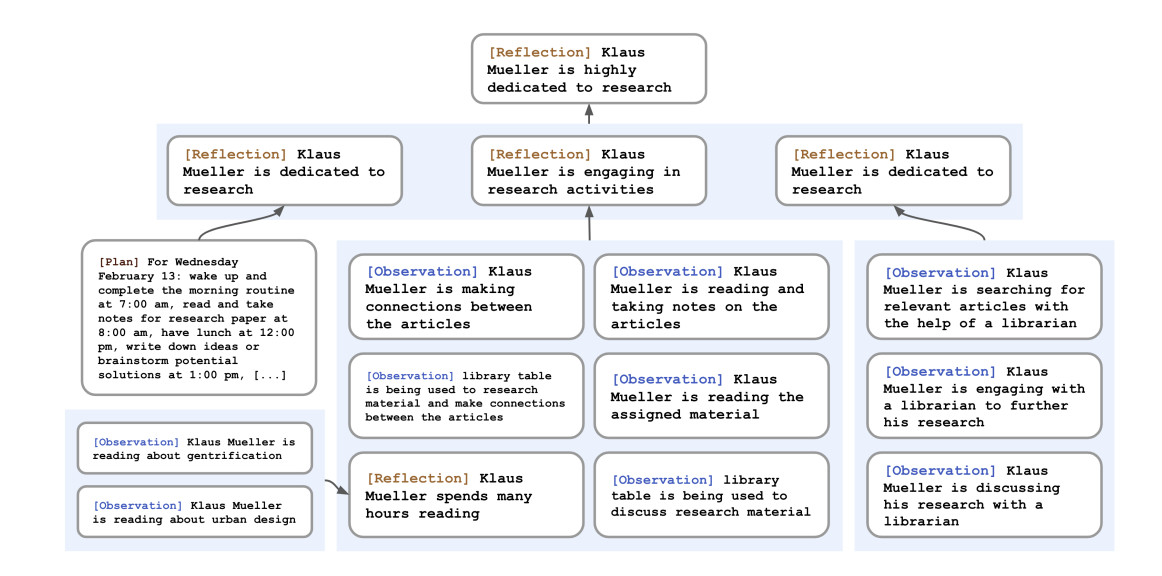 [Reflection] Klaus
Mueller is highly
dedicated to research
[Reflection] Klaus
Mueller is dedicated to
research
[Reflection] Klaus
Mueller is engaging in
research activities
[Reflection] Klaus
Mueller is dedicated to
research
[Plan] For Wednesday
February 13: wake up and
complete the morning routine
at 7:00 am, read and take
notes for research paper at
8:00 am, have lunch at 12:00
pm, write down ideas or
brainstorm potential
solutions at 1:00 pm, [...]
[Observation] Klaus
Mueller is making
connections between
the articles
[Observation] Klaus
Mueller is reading and
taking notes on the
articles
[Observation] Klaus
Mueller is searching for
relevant articles with
the help of a librarian
[Observation] library table
is being used to research
material and make connections
between the articles
[Observation] Klaus
Mueller is reading the
assigned material
[Observation] Klaus
Mueller is engaging with
a librarian to further
his research
[Observation] Klaus Mueller is
reading about gentrification
[Observation] Klaus Mueller
is reading about urban design
[Reflection] Klaus
Mueller spends many
hours reading
[Observation] library
table is being used to
discuss research material
[Observation] Klaus
Mueller is discussing
his research with a
librarian